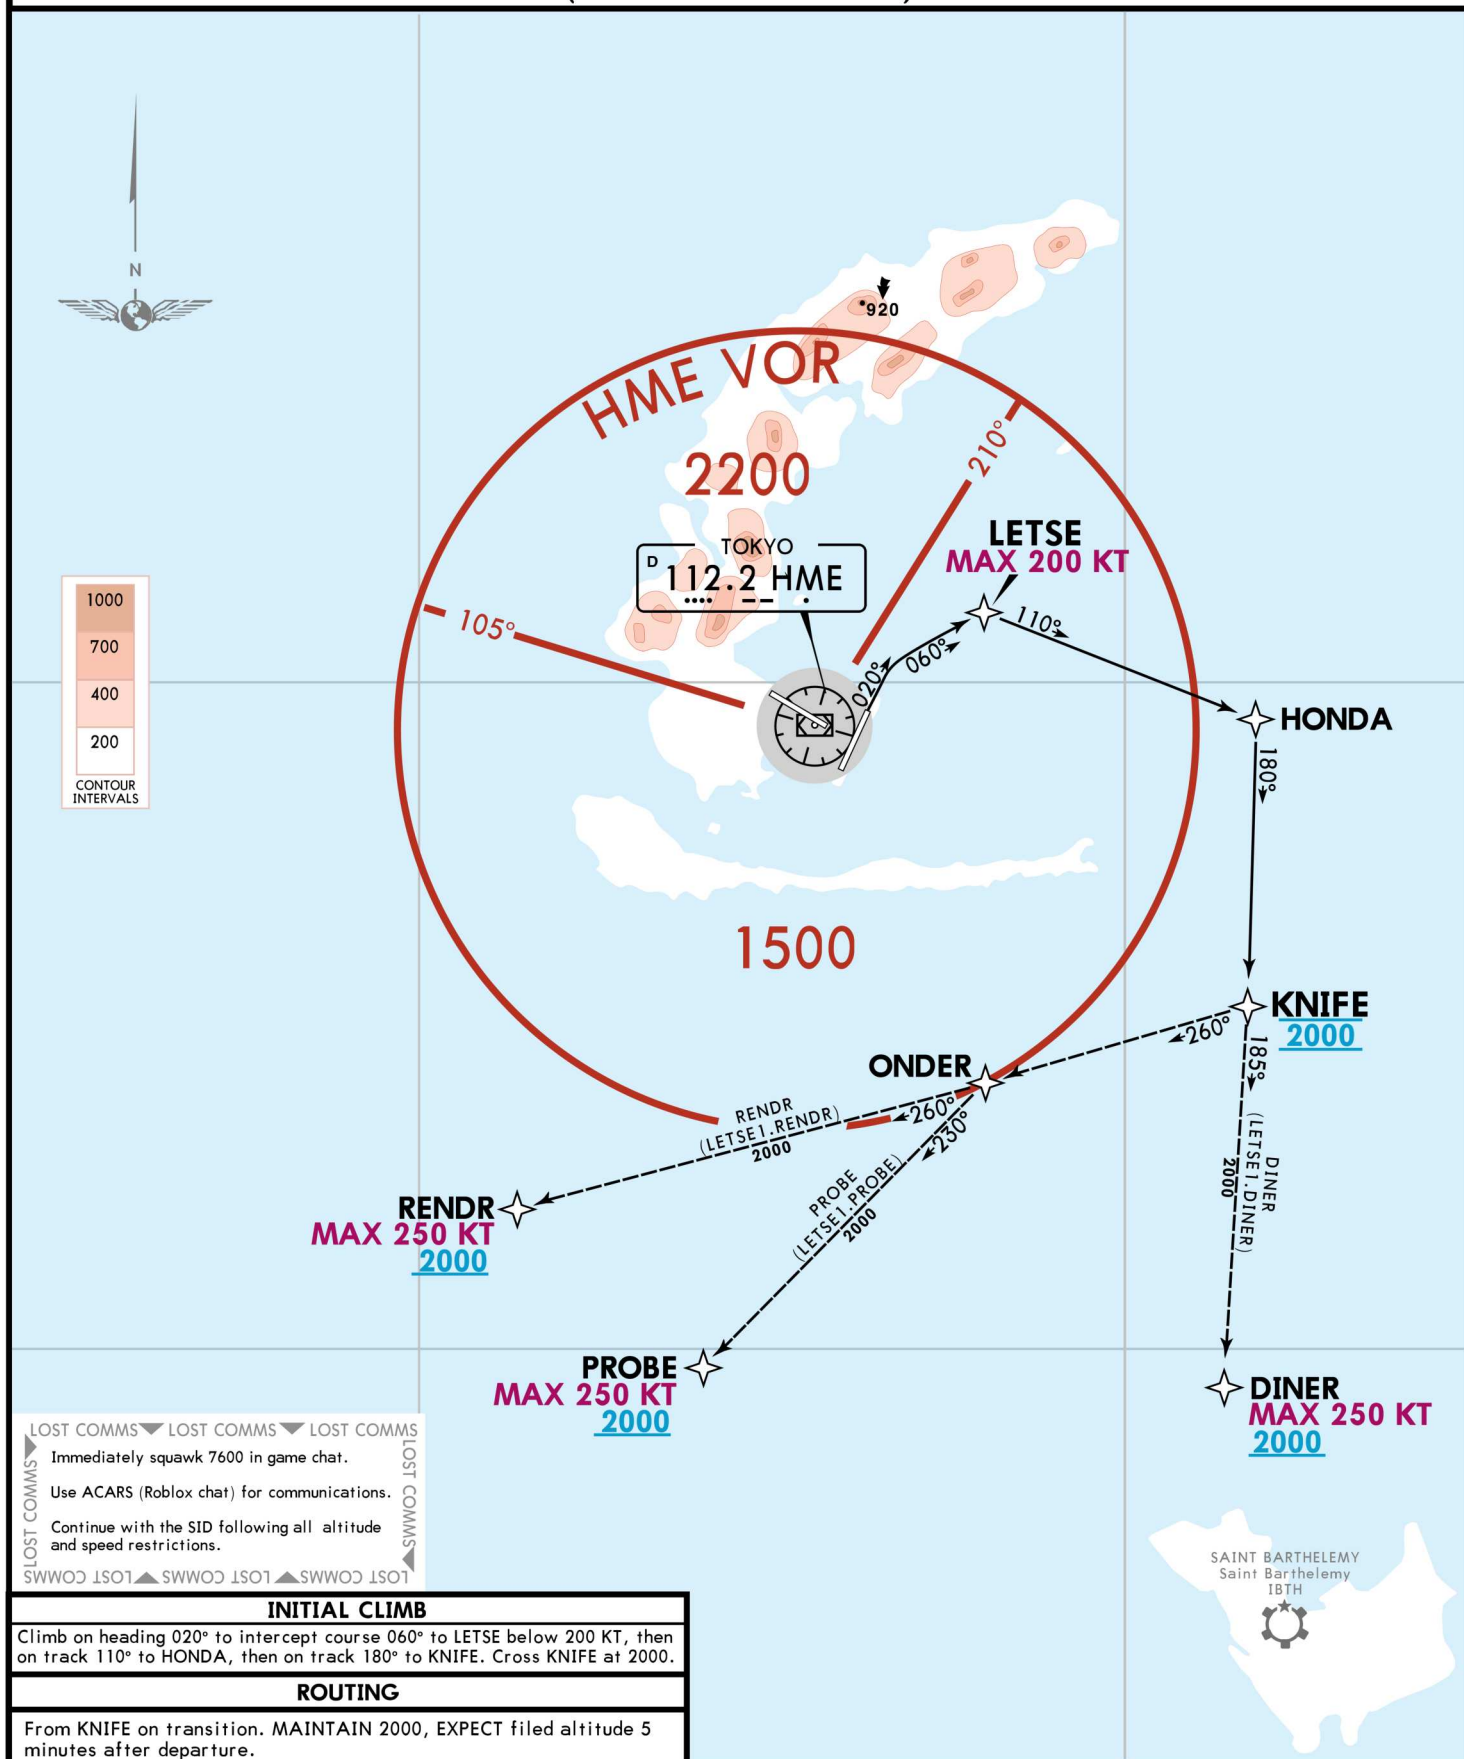 N
920
HME VOR
2200
210°
TOKYO
D
112.2 HME
105°
LETSE
MAX 200 KT
020°
060°
110°
HONDA
180°
1000
700
400
200
CONTOUR
INTERVALS
1500
KNIFE
2000
260°
185°
DINER
(LETSE1.DINER)
2000
ONDER
260°
230°
RENDR
(LETSE1.RENDR)
2000
PROBE
(LETSE1.PROBE)
2000
RENDR
MAX 250 KT
2000
PROBE
MAX 250 KT
2000
DINER
MAX 250 KT
2000
LOST COMMS LOST COMMS LOST COMMS
LOST COMMS
LOST COMMS
Immediately squawk 7600 in game chat.
Use ACARS (Roblox chat) for communications.
Continue with the SID following all altitude
and speed restrictions.
LOST COMMS LOST COMMS LOST COMMS
SAINT BARTHELEMY
Saint Barthelemy
IBTH
INITIAL CLIMB
Climb on heading 020° to intercept course 060° to LETSE below 200 KT, then
on track 110° to HONDA, then on track 180° to KNIFE. Cross KNIFE at 2000.
ROUTING
From KNIFE on transition. MAINTAIN 2000, EXPECT filed altitude 5
minutes after departure.